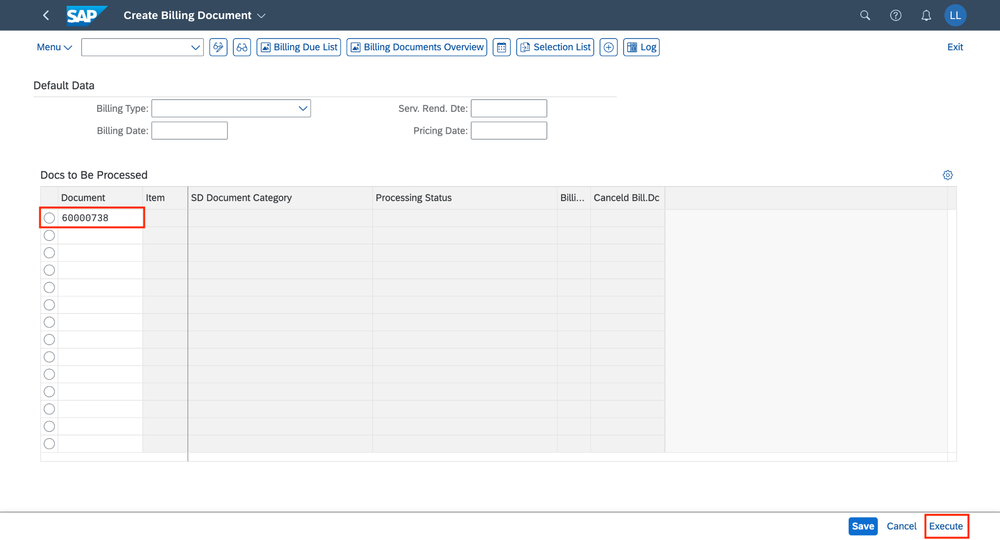 SAP Create Billing Document LL
Menu Billing Due List Billing Documents Overview Selection List Log Exit
Default Data
Billing Type: Serv. Rend. Dte:
Billing Date: Pricing Date:
Docs to Be Processed
Document Item SD Document Category Processing Status Billi... Canceld Bill.Dc
60000738
Save Cancel Execute